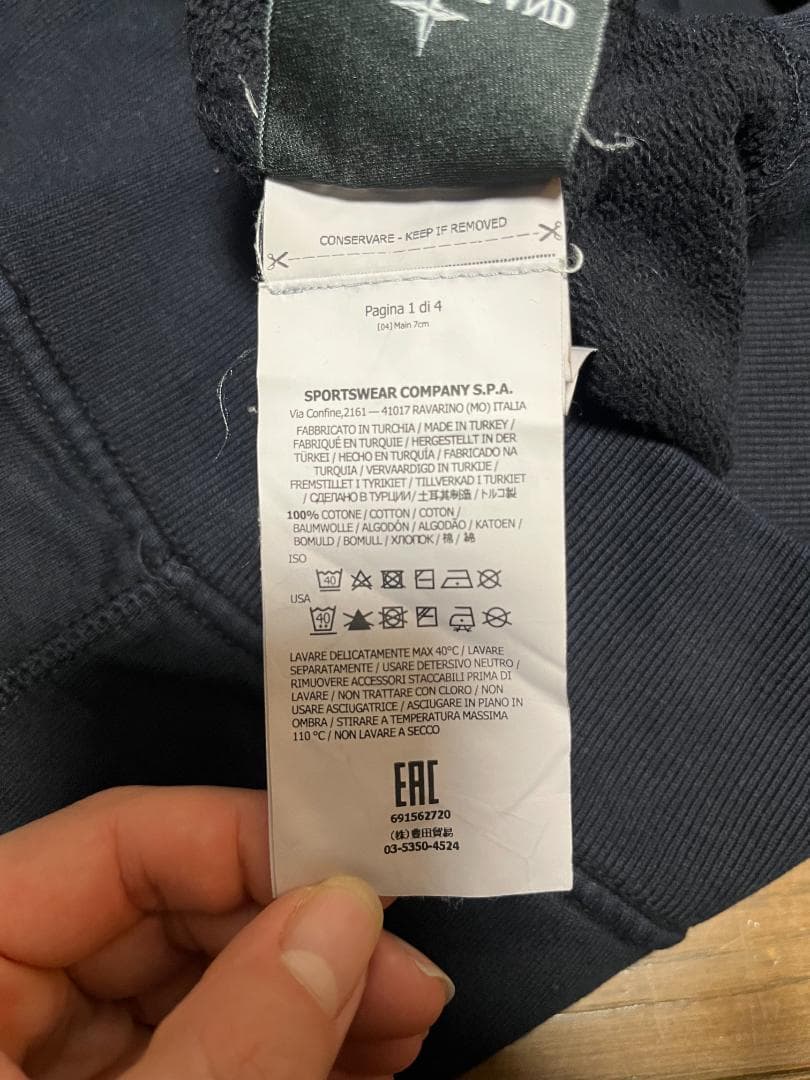 CONSERVARE - KEEP IF REMOVED
Pagina 1 di 4
[04] Main 7cm
SPORTSWEAR COMPANY S.P.A.
Via Confine,2161 — 41017 RAVARINO (MO) ITALIA
FABBRICATO IN TURCHIA / MADE IN TURKEY /
FABRIQUÉ EN TURQUIE / HERGESTELLT IN DER
TÜRKEI / HECHO EN TURQUÍA / FABRICADO NA
TURQUIA / VERVAARDIGD IN TURKIJE /
FREMSTILLET I TYRKIET / TILLVERKAD I TURKIET
/ СДЕЛАНО В ТУРЦИИ / 土耳其制造 / トルコ製
100% COTONE / COTTON / COTON /
BAUMWOLLE / ALGODÓN / ALGODÃO / KATOEN /
BOMULD / BOMULL / ХЛОПОК / 棉 / 綿
ISO
40
USA
40
LAVARE DELICATAMENTE MAX 40°C / LAVARE
SEPARATAMENTE / USARE DETERSIVO NEUTRO /
RIMUOVERE ACCESSORI STACCABILI PRIMA DI
LAVARE / NON TRATTARE CON CLORO / NON
USARE ASCIUGATRICE / ASCIUGARE IN PIANO IN
OMBRA / STIRARE A TEMPERATURA MASSIMA
110 °C / NON LAVARE A SECCO
EAC
691562720
(株)豊田貿易
03-5350-4524